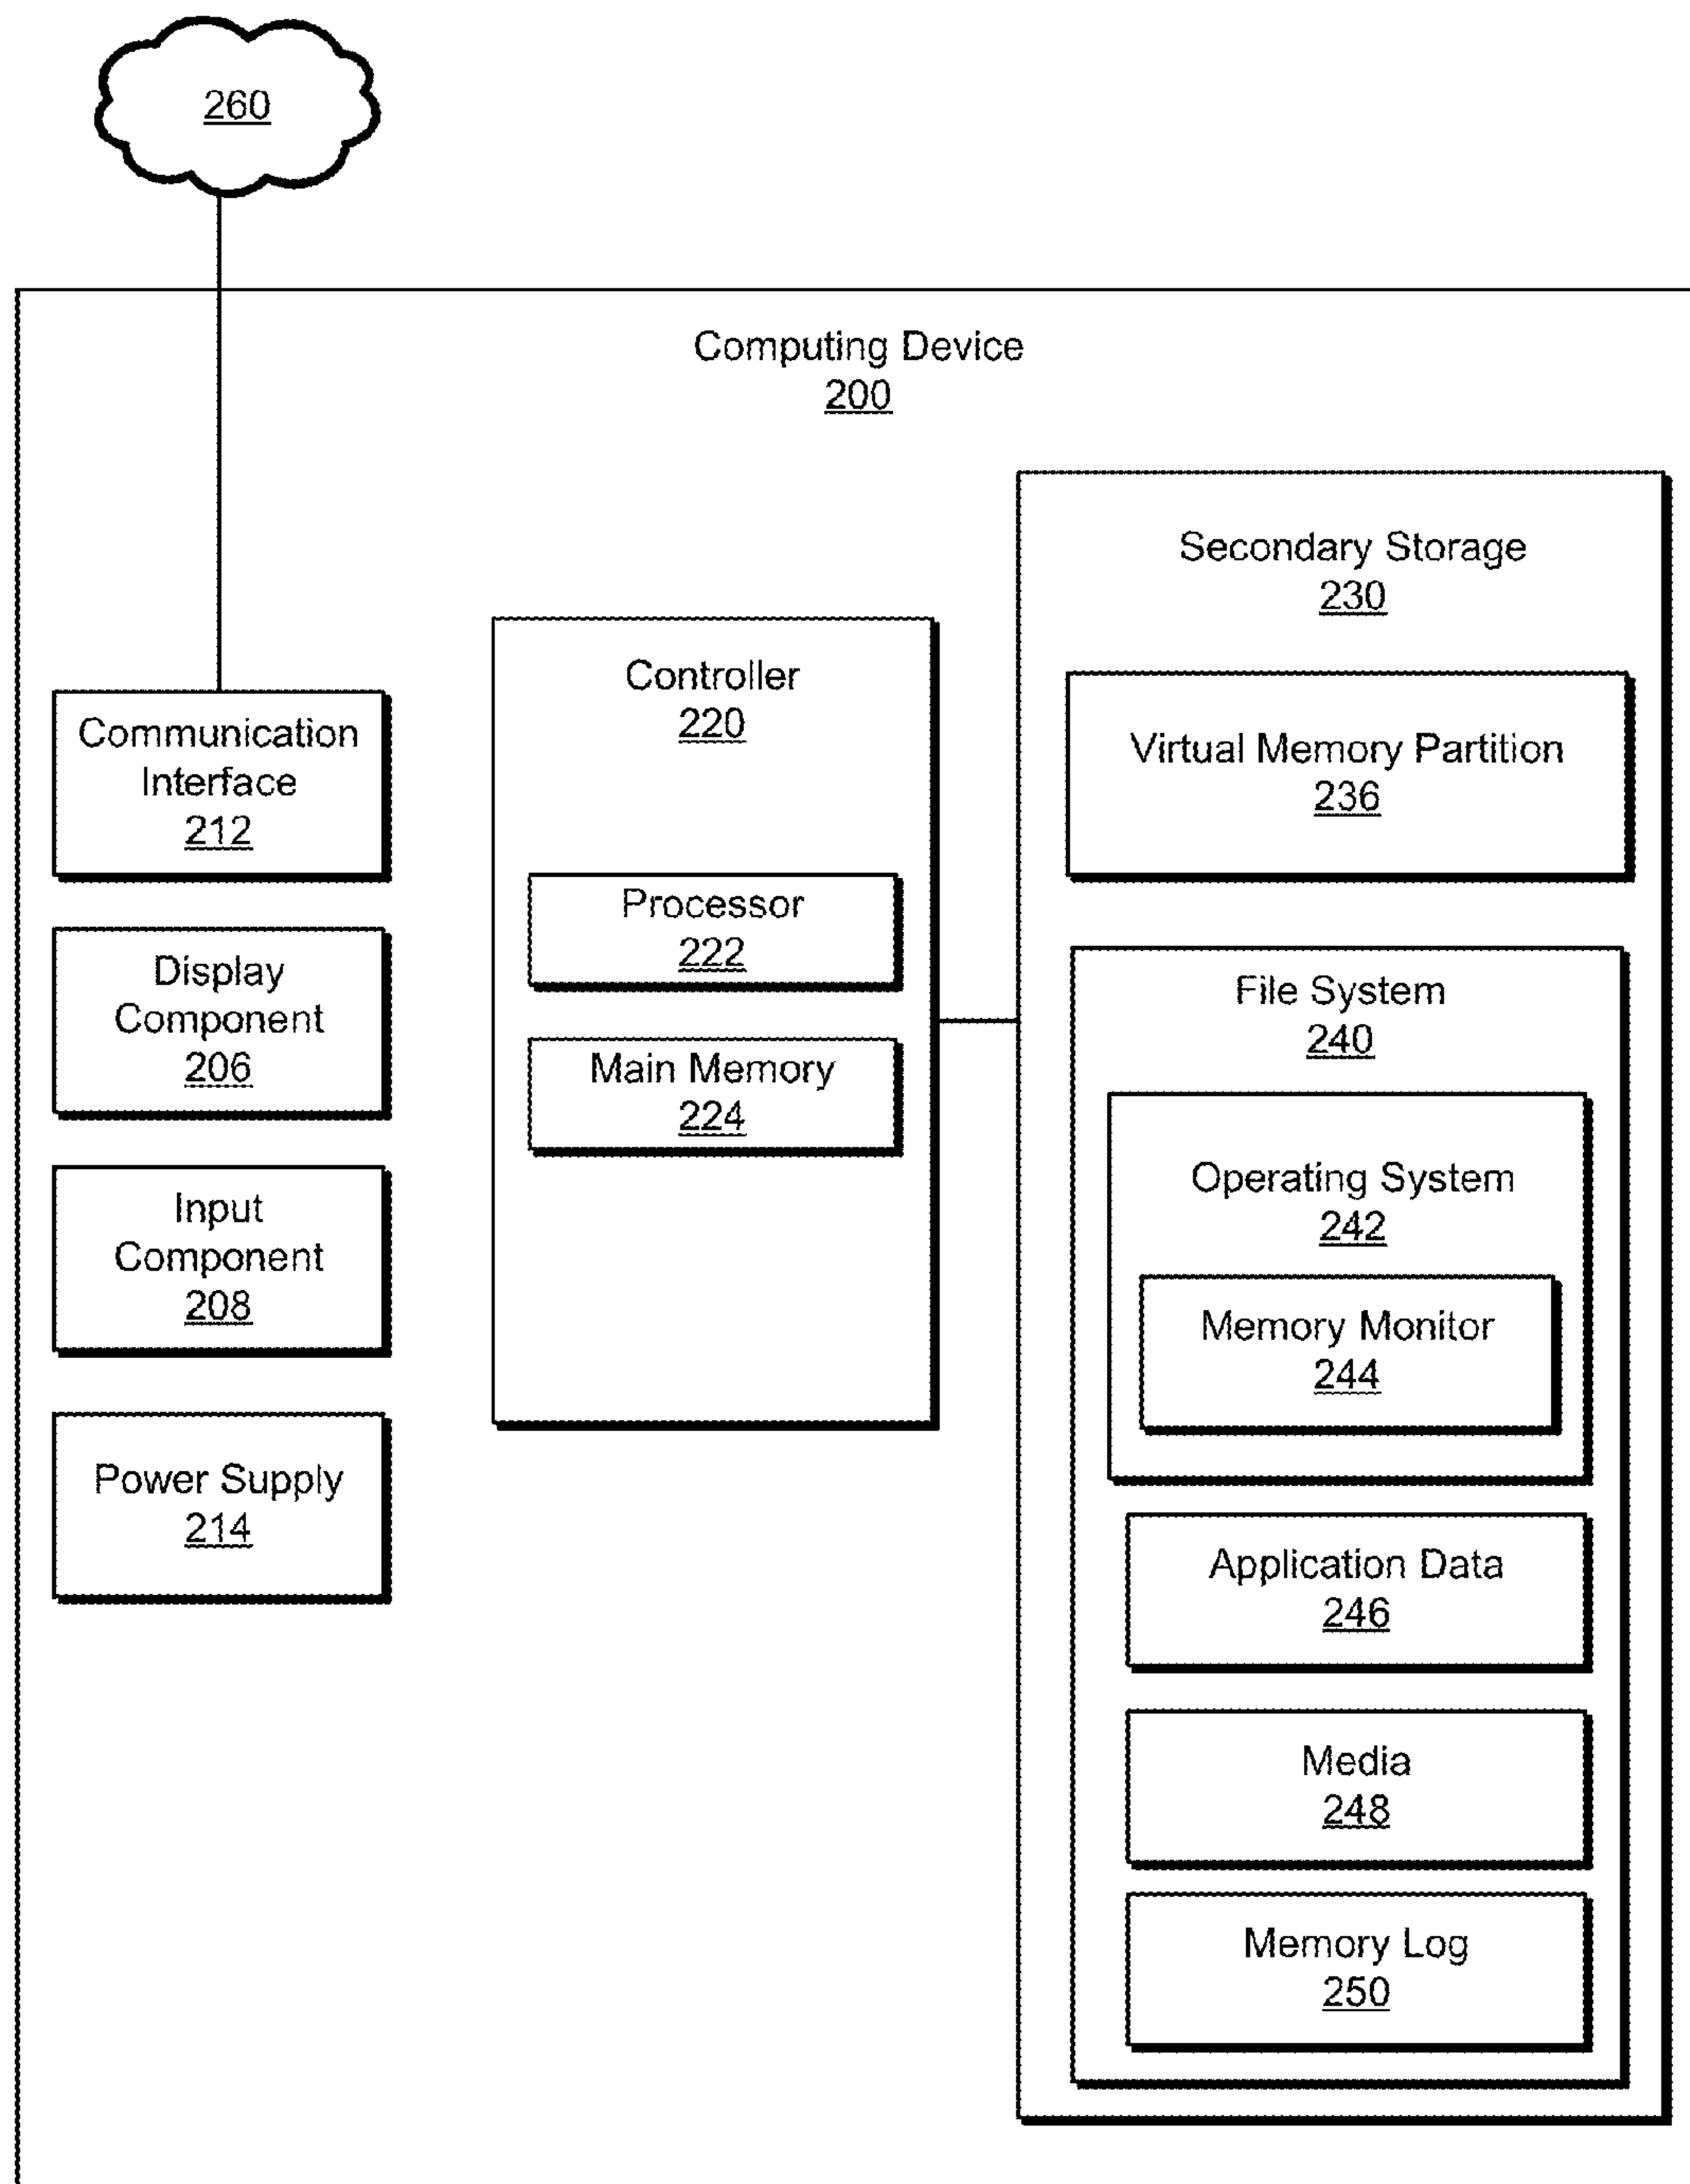 260
Computing Device
200
Communication
Interface
212
Display
Component
206
Input
Component
208
Power Supply
214
Controller
220
Processor
222
Main Memory
224
Secondary Storage
230
Virtual Memory Partition
236
File System
240
Operating System
242
Memory Monitor
244
Application Data
246
Media
248
Memory Log
250